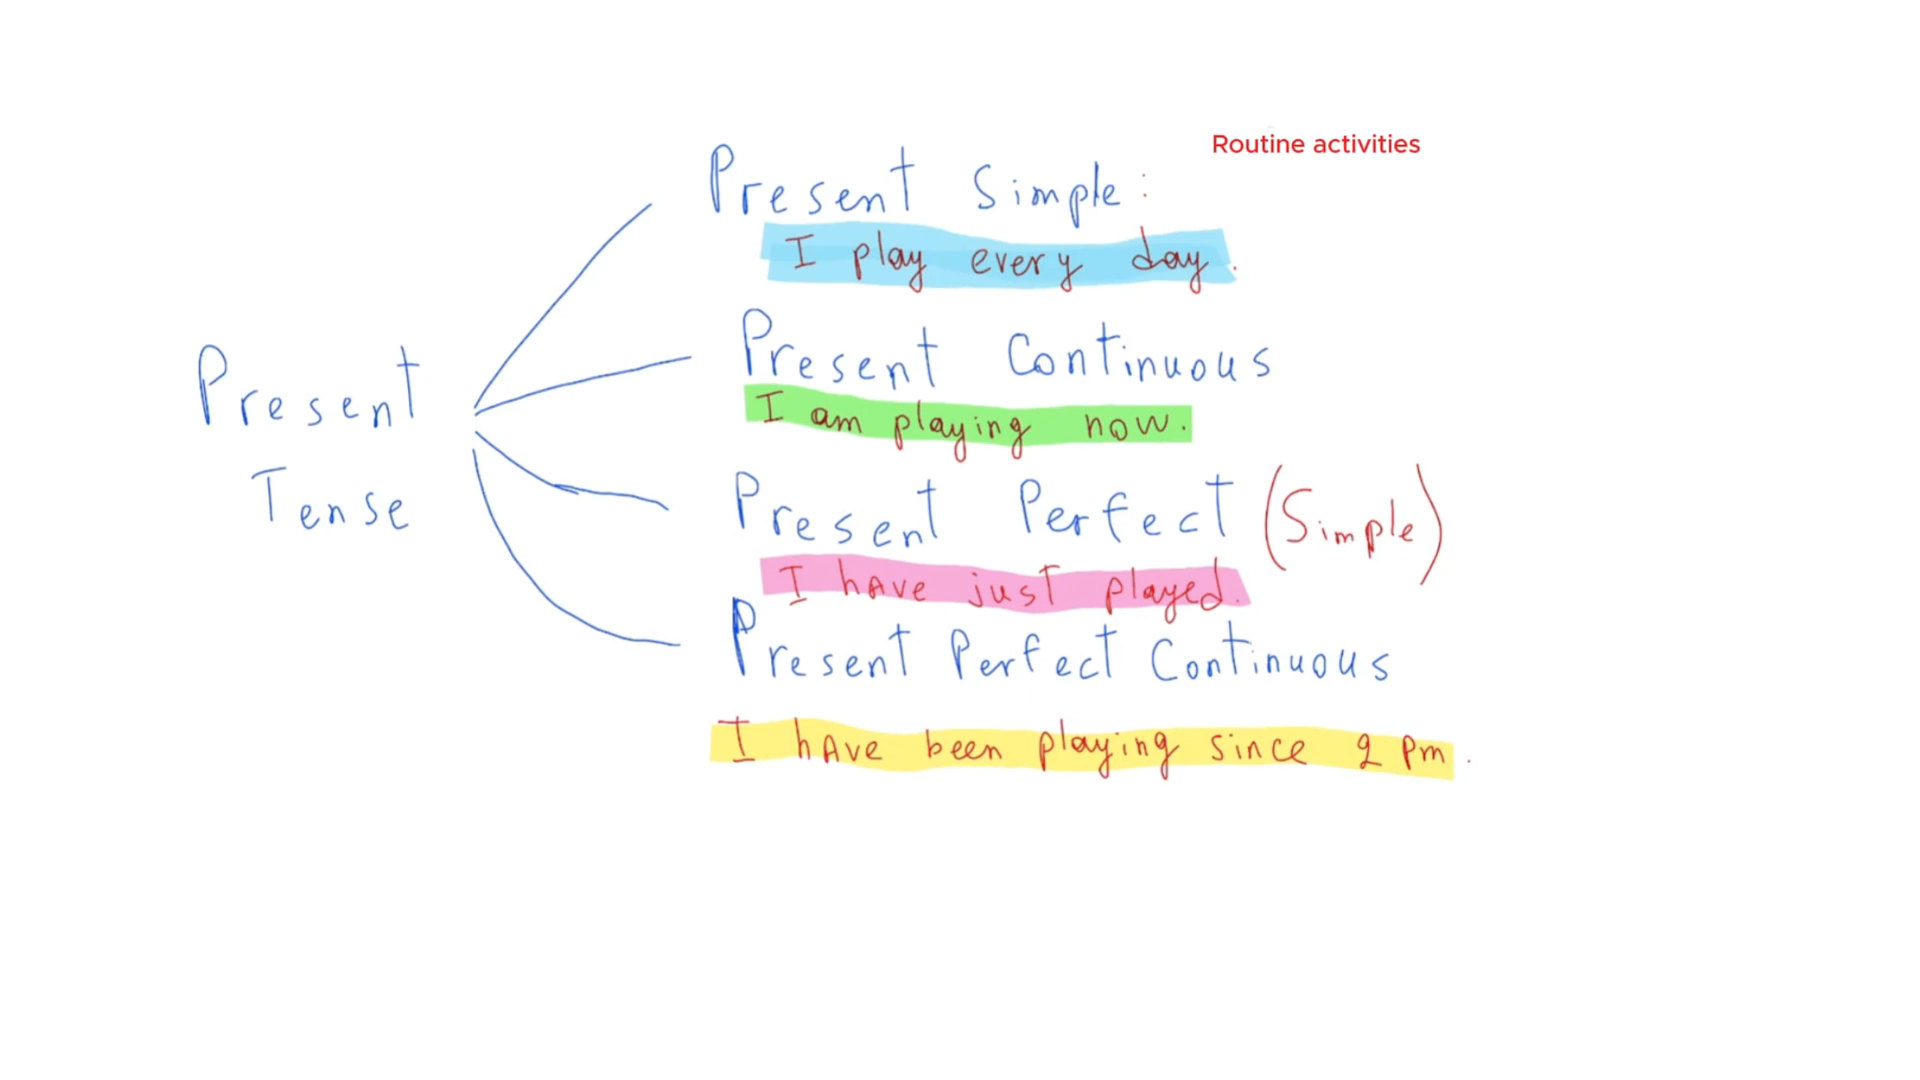 Routine activities
Present Simple:
I play every day.
Present Continuous
I am playing now.
Present Tense
Present Perfect (Simple)
I have just played.
Present Perfect Continuous
I have been playing since 2 pm.